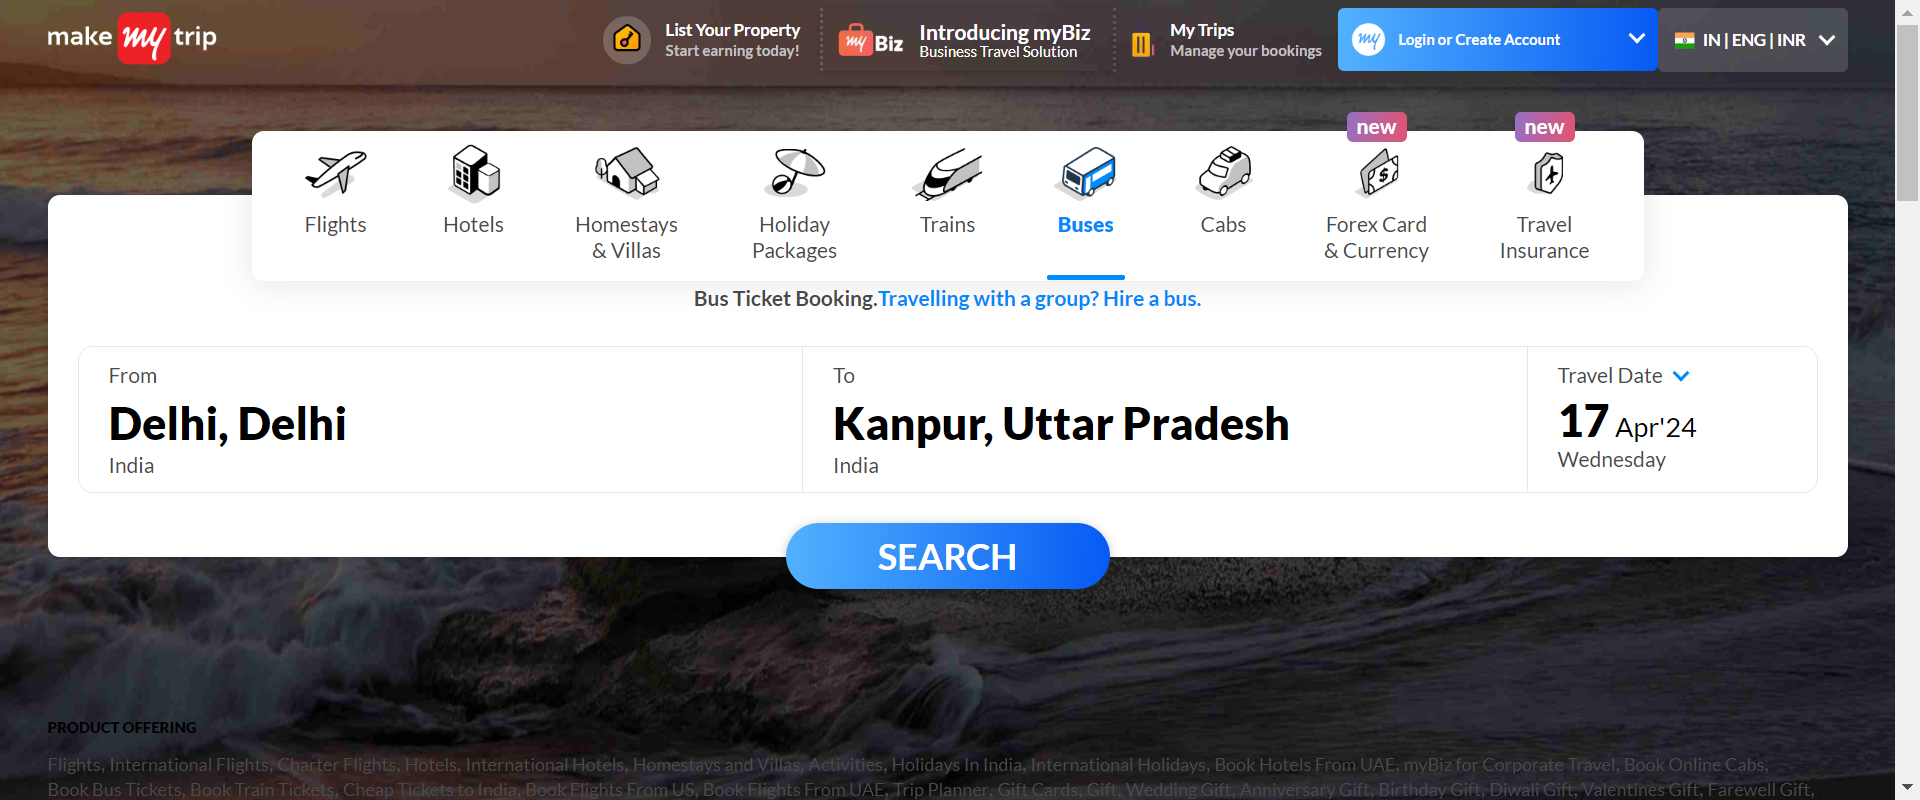 make my trip
List Your Property
Start earning today!
my Biz
Introducing myBiz
Business Travel Solution
My Trips
Manage your bookings
my
Login or Create Account
IN | ENG | INR
new
new
Flights
Hotels
Homestays
& Villas
Holiday
Packages
Trains
Buses
Cabs
Forex Card
& Currency
Travel
Insurance
Bus Ticket Booking.Travelling with a group? Hire a bus.
From
Delhi, Delhi
India
To
Kanpur, Uttar Pradesh
India
Travel Date
17 Apr'24
Wednesday
SEARCH
PRODUCT OFFERING
Flights, International Flights, Charter Flights, Hotels, International Hotels, Homestays and Villas, Activities, Holidays In India, International Holidays, Book Hotels From UAE, myBiz for Corporate Travel, Book Online Cabs,
Book Bus Tickets, Book Train Tickets, Cheap Tickets to India, Book Flights From US, Book Flights From UAE, Trip Planner, Gift Cards, Gift, Wedding Gift, Anniversary Gift, Birthday Gift, Diwali Gift, Valentines Gift, Farewell Gift,